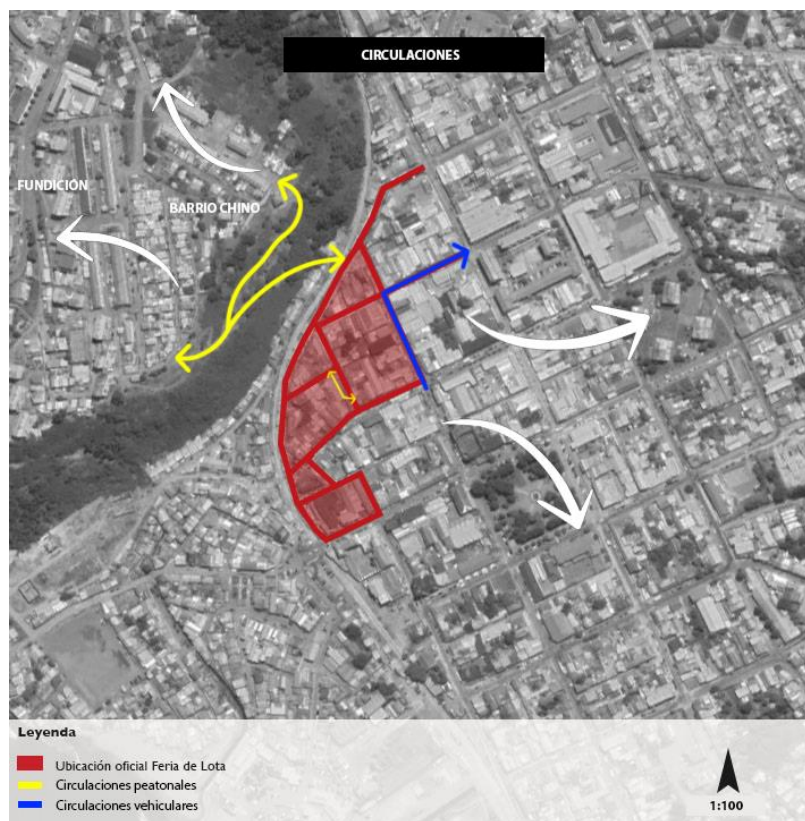 CIRCULACIONES
FUNDICIÓN
BARRIO CHINO
Leyenda
Ubicación oficial Feria de Lota
Circulaciones peatonales
Circulaciones vehiculares
1:100